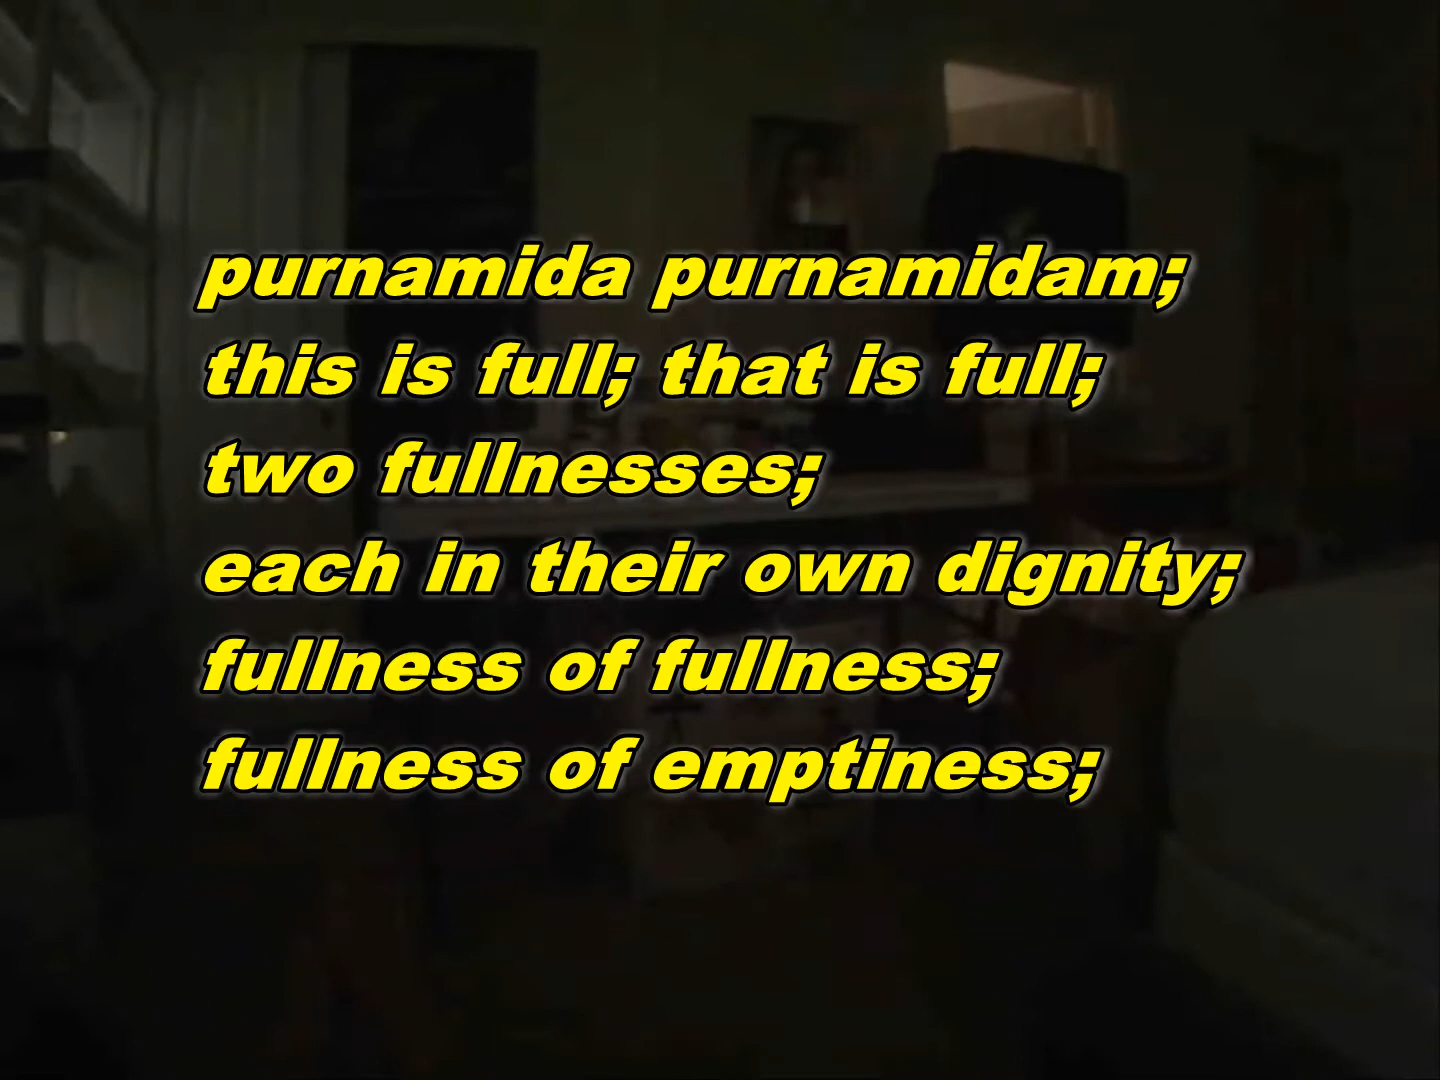 purnamida purnamidam;
this is full; that is full;
two fullnesses;
each in their own dignity;
fullness of fullness;
fullness of emptiness;